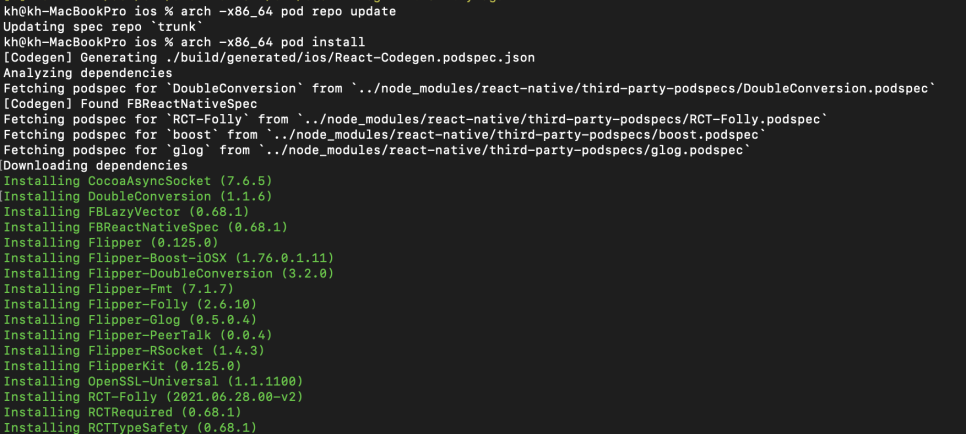 kh@kh-MacBookPro ios % arch -x86_64 pod repo update
Updating spec repo `trunk`
kh@kh-MacBookPro ios % arch -x86_64 pod install
[Codegen] Generating ./build/generated/ios/React-Codegen.podspec.json
Analyzing dependencies
Fetching podspec for `DoubleConversion` from `../node_modules/react-native/third-party-podspecs/DoubleConversion.podspec`
[Codegen] Found FBReactNativeSpec
Fetching podspec for `RCT-Folly` from `../node_modules/react-native/third-party-podspecs/RCT-Folly.podspec`
Fetching podspec for `boost` from `../node_modules/react-native/third-party-podspecs/boost.podspec`
Fetching podspec for `glog` from `../node_modules/react-native/third-party-podspecs/glog.podspec`
Downloading dependencies
Installing CocoaAsyncSocket (7.6.5)
Installing DoubleConversion (1.1.6)
Installing FBLazyVector (0.68.1)
Installing FBReactNativeSpec (0.68.1)
Installing Flipper (0.125.0)
Installing Flipper-Boost-iOSX (1.76.0.1.11)
Installing Flipper-DoubleConversion (3.2.0)
Installing Flipper-Fmt (7.1.7)
Installing Flipper-Folly (2.6.10)
Installing Flipper-Glog (0.5.0.4)
Installing Flipper-PeerTalk (0.0.4)
Installing Flipper-RSocket (1.4.3)
Installing FlipperKit (0.125.0)
Installing OpenSSL-Universal (1.1.1100)
Installing RCT-Folly (2021.06.28.00-v2)
Installing RCTRequired (0.68.1)
Installing RCTTypeSafety (0.68.1)